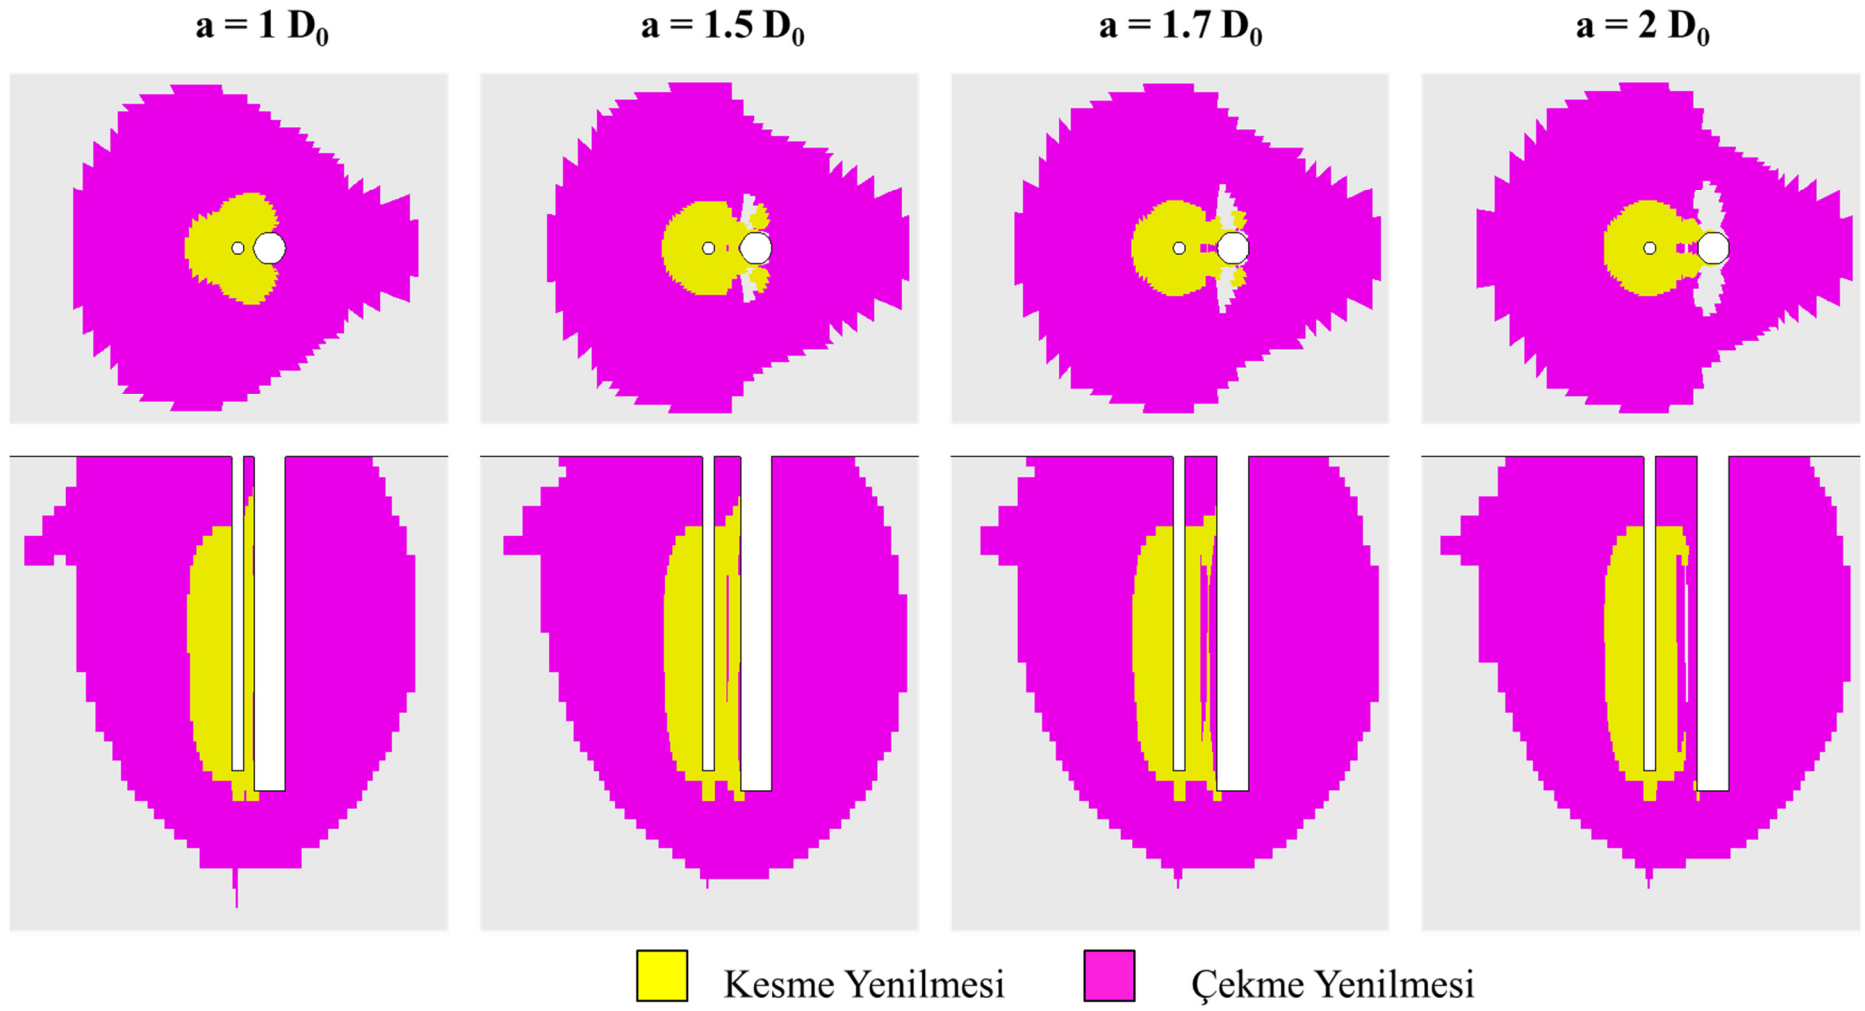 a = 1 D₀
a = 1.5 D₀
a = 1.7 D₀
a = 2 D₀
Kesme Yenilmesi
Çekme Yenilmesi